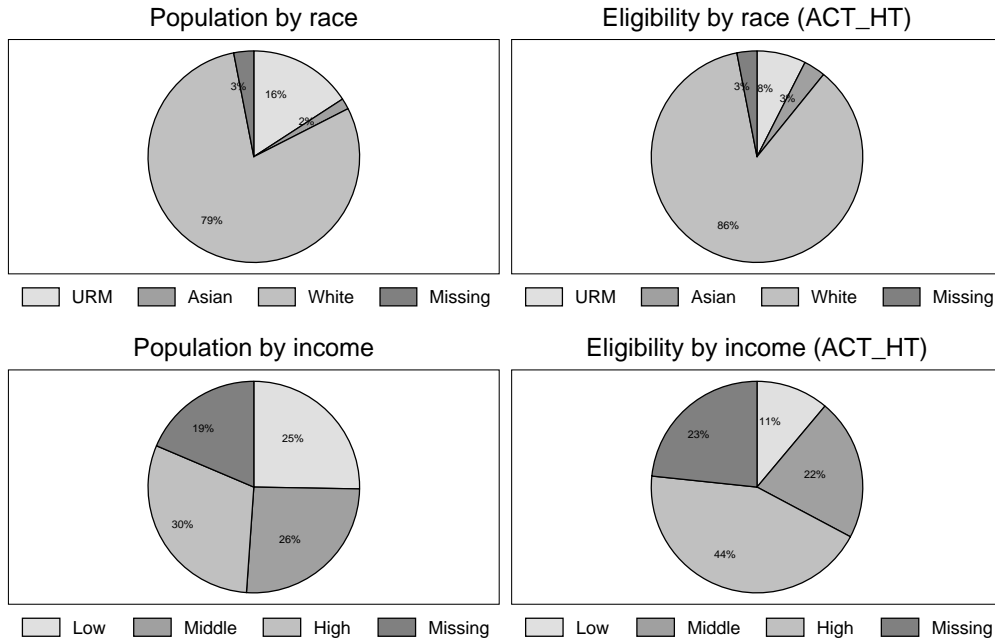 Population by race
3%
16%
2%
79%
URM Asian White Missing
Eligibility by race (ACT_HT)
3%
8%
3%
86%
URM Asian White Missing
Population by income
19%
25%
30%
26%
Low Middle High Missing
Eligibility by income (ACT_HT)
11%
23%
22%
44%
Low Middle High Missing